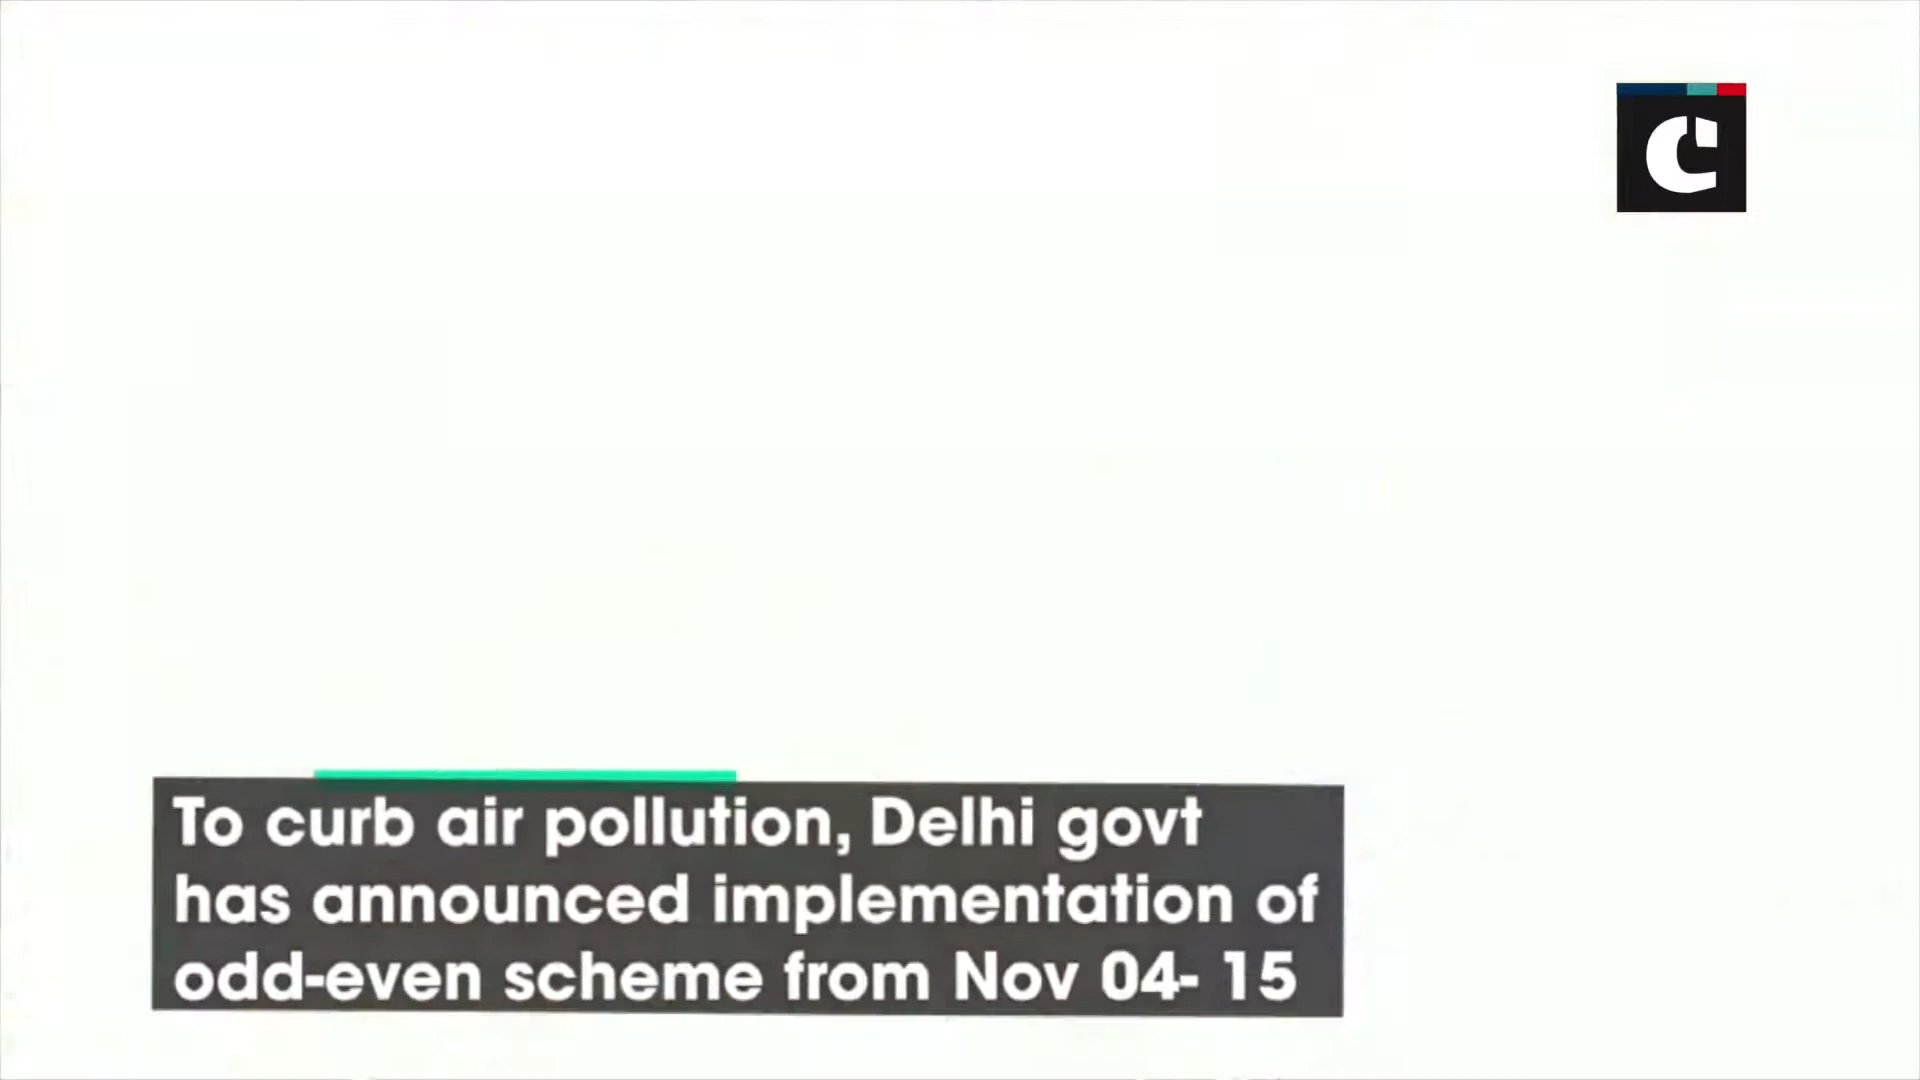 C
To curb air pollution, Delhi govt
has announced implementation of
odd-even scheme from Nov 04- 15